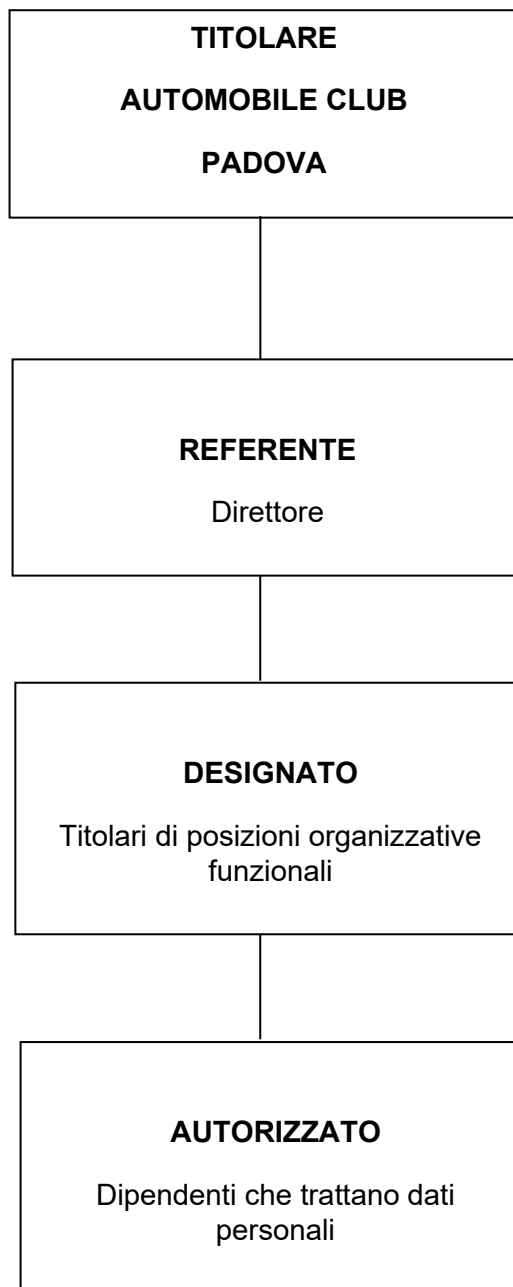 TITOLARE
AUTOMOBILE CLUB
PADOVA
REFERENTE
Direttore
DESIGNATO
Titolari di posizioni organizzative
funzionali
AUTORIZZATO
Dipendenti che trattano dati
personali